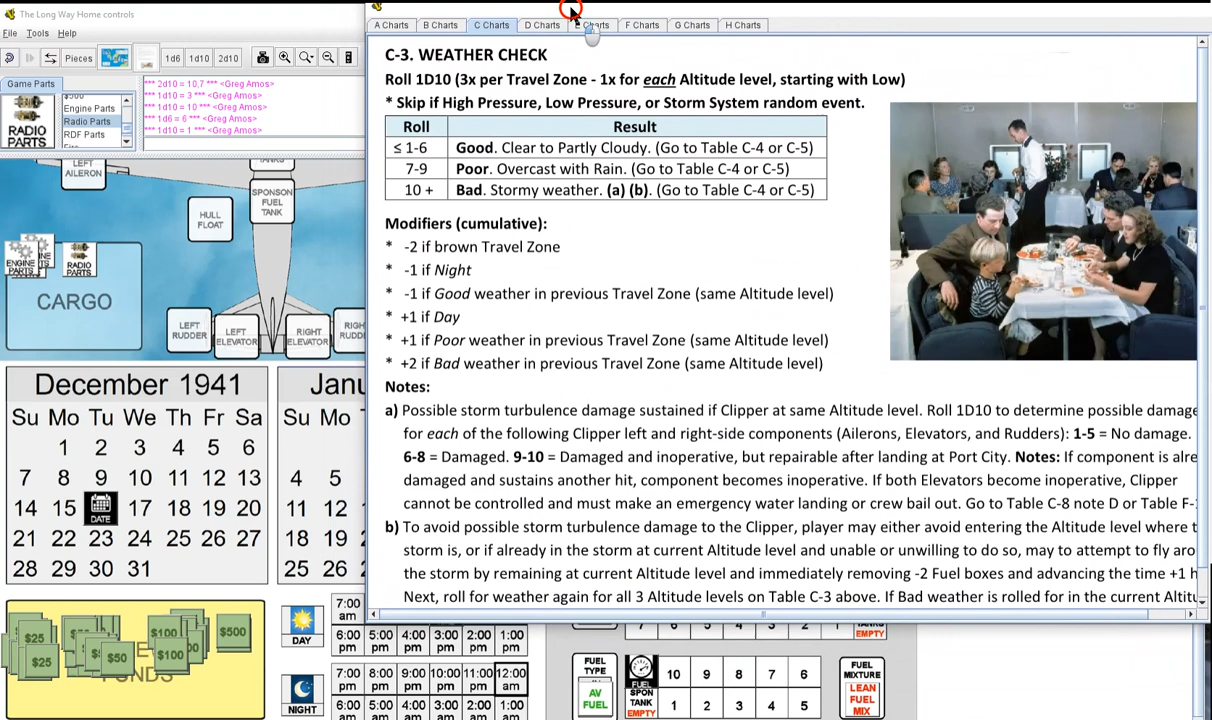 The Long Way Home controls
File Tools Help
Pieces 1d6 1d10 2d10
Game Parts
RADIO PARTS
$500
Engine Parts
Radio Parts
RDF Parts
*** 2d10 = 10,7 *** <Greg Amos>
*** 1d10 = 3 *** <Greg Amos>
*** 1d10 = 10 *** <Greg Amos>
*** 1d6 = 6 *** <Greg Amos>
*** 1d10 = 1 *** <Greg Amos>
LEFT AILERON
TANKS
SPONSON FUEL TANK
HULL FLOAT
ENGINE PARTS
RADIO PARTS
CARGO
LEFT RUDDER
LEFT ELEVATOR
RIGHT ELEVATOR
RIGH
RUDD
December 1941
Su Mo Tu We Th Fr Sa
1 2 3 4 5 6
7 8 9 10 11 12 13
14 15 DATE 17 18 19 20
21 22 23 24 25 26 27
28 29 30 31
Janu
Su Mo T
4 5
11 12 1
18 19 2
25 26 2
$25
$25
$50
$100
$100
$500
DAY
7:00 am
6:00 pm 5:00 pm 4:00 pm 3:00 pm 2:00 pm 1:00 pm
NIGHT
7:00 pm 8:00 pm 9:00 pm 10:00 pm 11:00 pm 12:00 am
6:00 am 5:00 am 4:00 am 3:00 am 2:00 am 1:00 am
A Charts B Charts C Charts D Charts E Charts F Charts G Charts H Charts
C-3. WEATHER CHECK
Roll 1D10 (3x per Travel Zone - 1x for each Altitude level, starting with Low)
* Skip if High Pressure, Low Pressure, or Storm System random event.
Roll Result
≤ 1-6 Good. Clear to Partly Cloudy. (Go to Table C-4 or C-5)
7-9 Poor. Overcast with Rain. (Go to Table C-4 or C-5)
10 + Bad. Stormy weather. (a) (b). (Go to Table C-4 or C-5)
Modifiers (cumulative):
* -2 if brown Travel Zone
* -1 if Night
* -1 if Good weather in previous Travel Zone (same Altitude level)
* +1 if Day
* +1 if Poor weather in previous Travel Zone (same Altitude level)
* +2 if Bad weather in previous Travel Zone (same Altitude level)
Notes:
a) Possible storm turbulence damage sustained if Clipper at same Altitude level. Roll 1D10 to determine possible damage
for each of the following Clipper left and right-side components (Ailerons, Elevators, and Rudders): 1-5 = No damage.
6-8 = Damaged. 9-10 = Damaged and inoperative, but repairable after landing at Port City. Notes: If component is alre
damaged and sustains another hit, component becomes inoperative. If both Elevators become inoperative, Clipper
cannot be controlled and must make an emergency water landing or crew bail out. Go to Table C-8 note D or Table F-
b) To avoid possible storm turbulence damage to the Clipper, player may either avoid entering the Altitude level where t
storm is, or if already in the storm at current Altitude level and unable or unwilling to do so, may to attempt to fly aro
the storm by remaining at current Altitude level and immediately removing -2 Fuel boxes and advancing the time +1 h
Next, roll for weather again for all 3 Altitude levels on Table C-3 above. If Bad weather is rolled for in the current Altitu
7 6 5 4 3 2 1
TANKS EMPTY
FUEL TYPE
AV FUEL
FUEL
SPON TANK EMPTY
10 9 8 7 6
1 2 3 4 5
FUEL MIXTURE
LEAN FUEL MIX